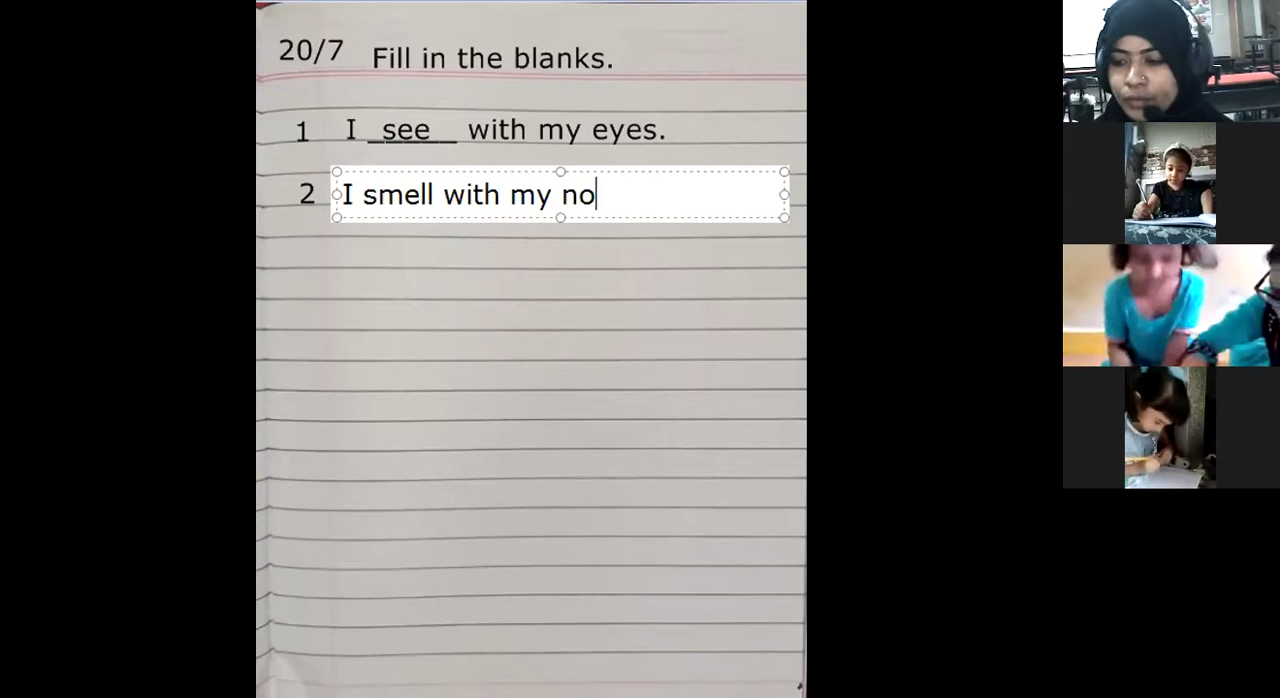 20/7 Fill in the blanks.
1 I _see_ with my eyes.
2 I smell with my no